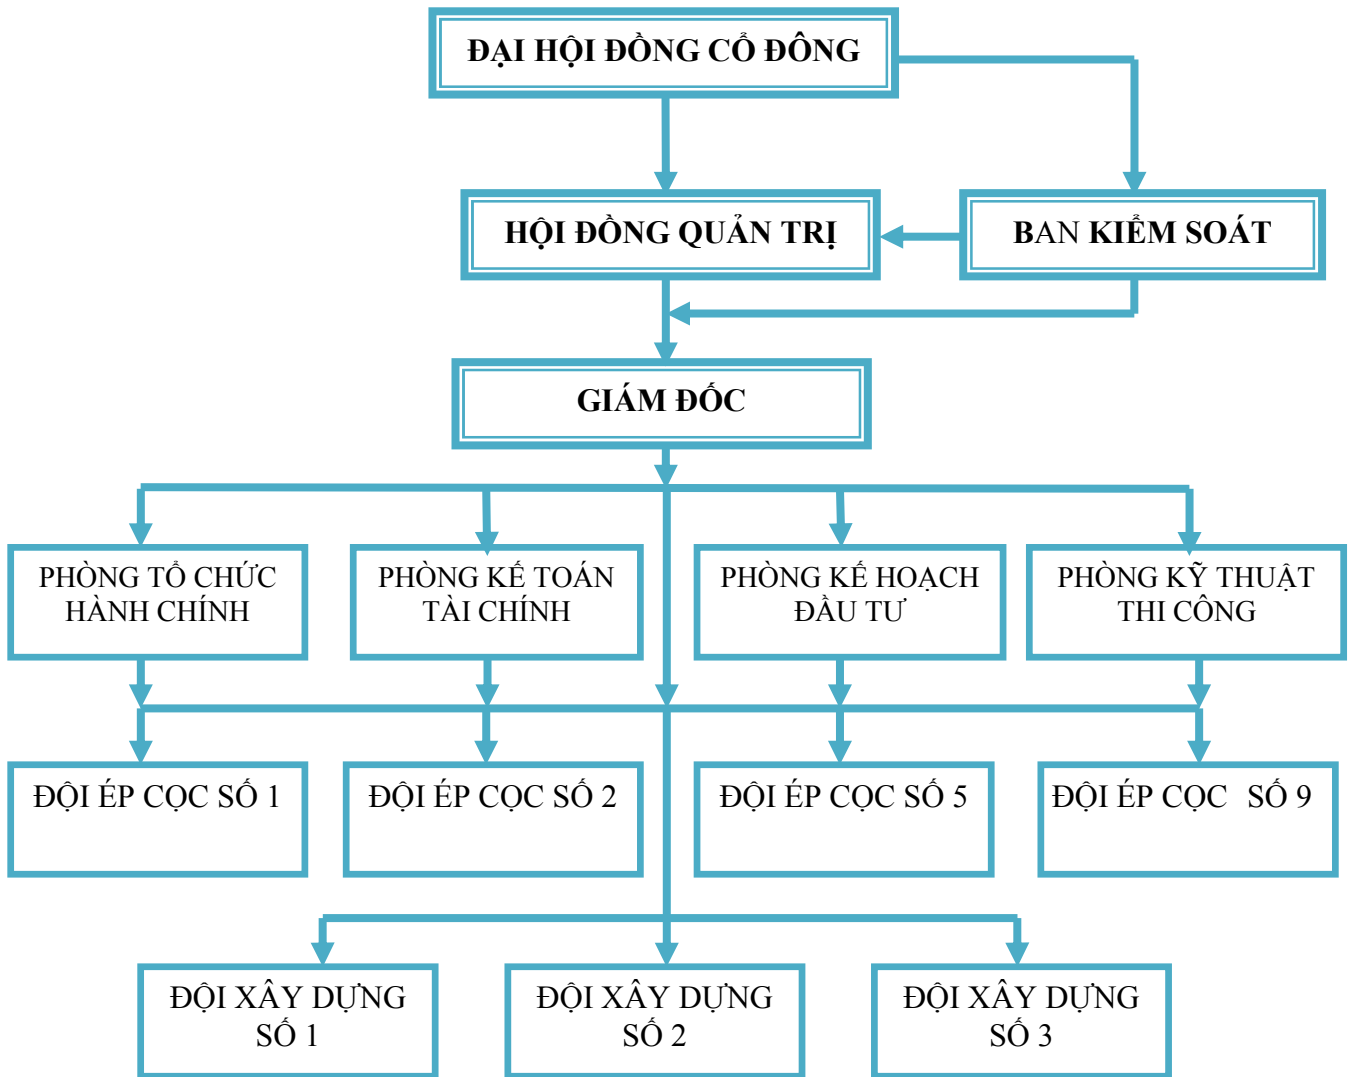 ĐẠI HỘI ĐỒNG CỔ ĐÔNG
HỘI ĐỒNG QUẢN TRỊ
BAN KIỂM SOÁT
GIÁM ĐỐC
PHÒNG TỔ CHỨC
HÀNH CHÍNH
PHÒNG KẾ TOÁN
TÀI CHÍNH
PHÒNG KẾ HOẠCH
ĐẦU TƯ
PHÒNG KỸ THUẬT
THI CÔNG
ĐỘI ÉP CỌC SỐ 1
ĐỘI ÉP CỌC SỐ 2
ĐỘI ÉP CỌC SỐ 5
ĐỘI ÉP CỌC SỐ 9
ĐỘI XÂY DỰNG
SỐ 1
ĐỘI XÂY DỰNG
SỐ 2
ĐỘI XÂY DỰNG
SỐ 3